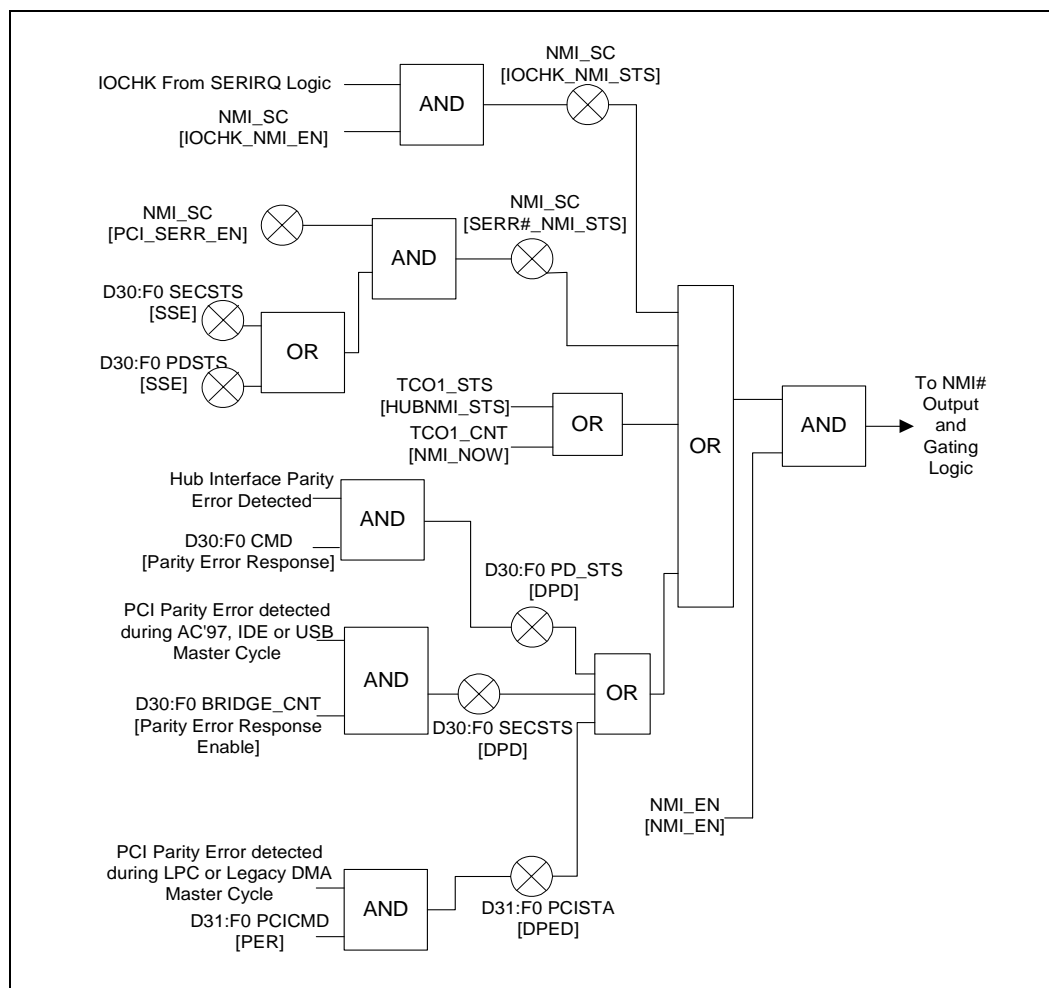 NMI_SC
[IOCHK_NMI_STS]
IOCHK From SERIRQ Logic
AND
NMI_SC
[IOCHK_NMI_EN]
NMI_SC
[PCI_SERR_EN]
NMI_SC
[SERR#_NMI_STS]
AND
D30:F0 SECSTS
[SSE]
OR
D30:F0 PDSTS
[SSE]
TCO1_STS
[HUBNMI_STS]
OR
TCO1_CNT
[NMI_NOW]
OR
AND
To NMI#
Output
and
Gating
Logic
Hub Interface Parity
Error Detected
AND
D30:F0 CMD
[Parity Error Response]
D30:F0 PD_STS
[DPD]
PCI Parity Error detected
during AC'97, IDE or USB
Master Cycle
AND
OR
D30:F0 BRIDGE_CNT
[Parity Error Response
Enable]
D30:F0 SECSTS
[DPD]
NMI_EN
[NMI_EN]
PCI Parity Error detected
during LPC or Legacy DMA
Master Cycle
AND
D31:F0 PCICMD
[PER]
D31:F0 PCISTA
[DPED]